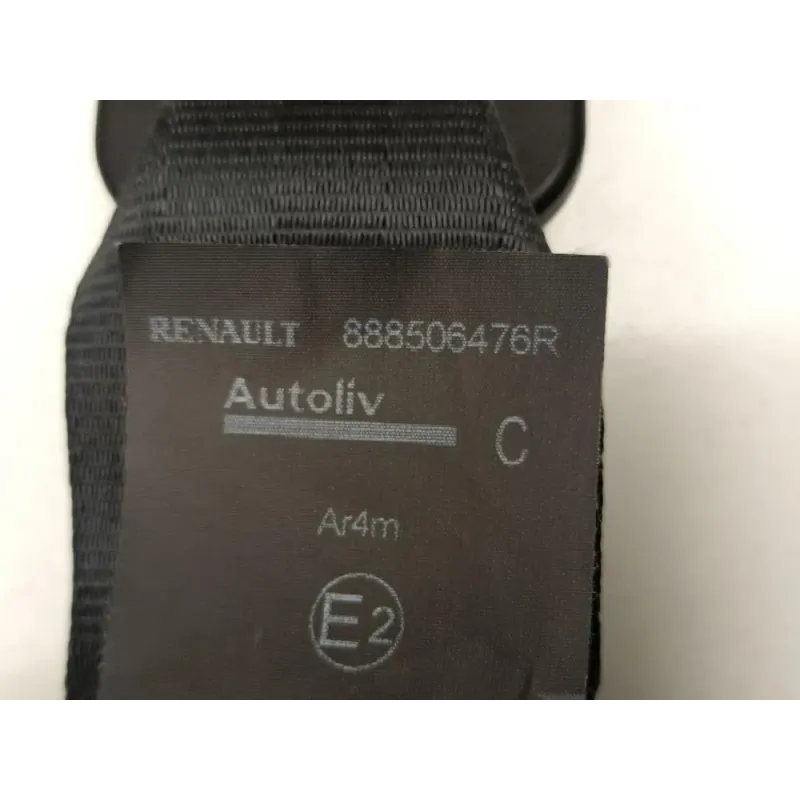 RENAULT 888506476R
Autoliv
C
Ar4m
E2